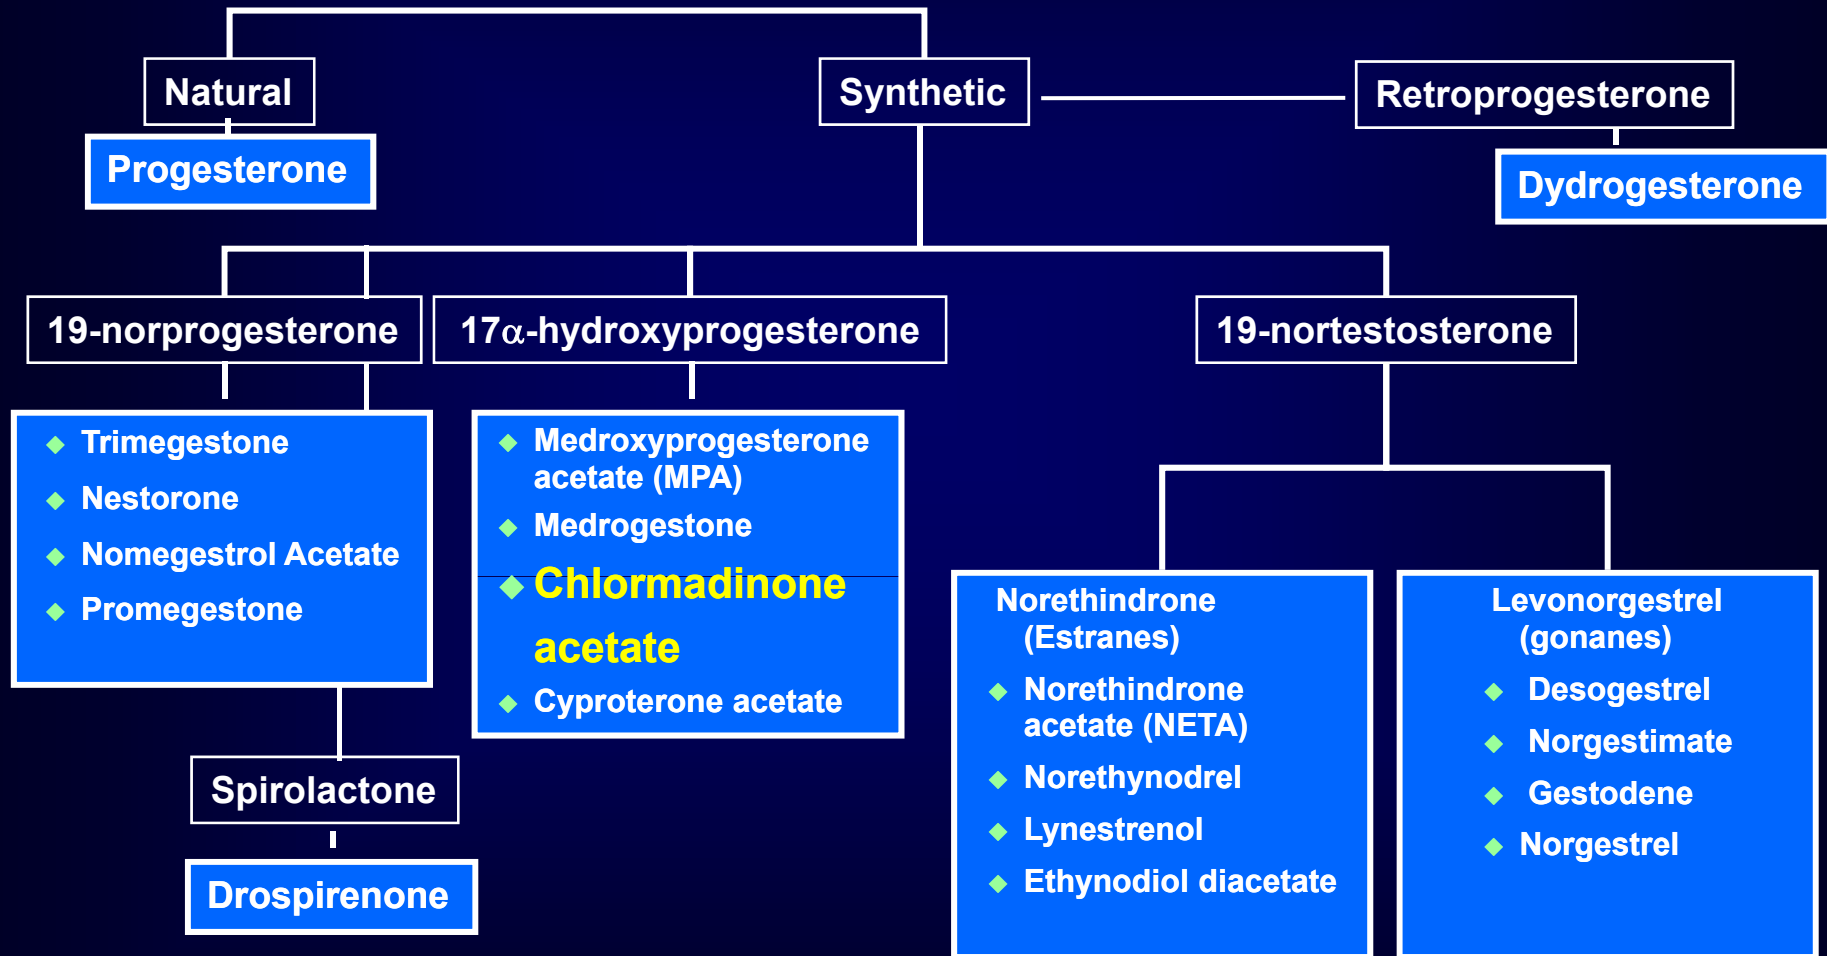 Natural
Synthetic
Retroprogesterone
Progesterone
Dydrogesterone
19-norprogesterone
17α-hydroxyprogesterone
19-nortestosterone
Trimegestone
Nestorone
Nomegestrol Acetate
Promegestone
Medroxyprogesterone
acetate (MPA)
Medrogestone
Chlormadinone
acetate
Cyproterone acetate
Norethindrone
(Estranes)
Norethindrone
acetate (NETA)
Norethynodrel
Lynestrenol
Ethynodiol diacetate
Levonorgestrel
(gonanes)
Desogestrel
Norgestimate
Gestodene
Norgestrel
Spirolactone
Drospirenone